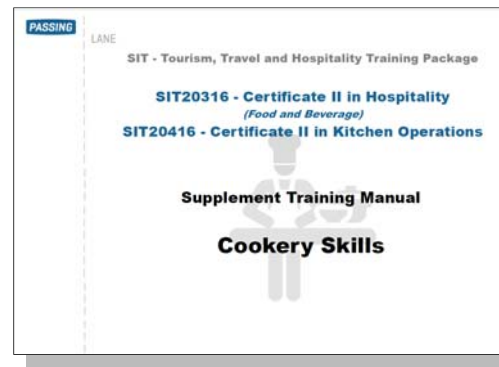 PASSING
LANE
SIT - Tourism, Travel and Hospitality Training Package
SIT20316 - Certificate II in Hospitality
(Food and Beverage)
SIT20416 - Certificate II in Kitchen Operations
Supplement Training Manual
Cookery Skills